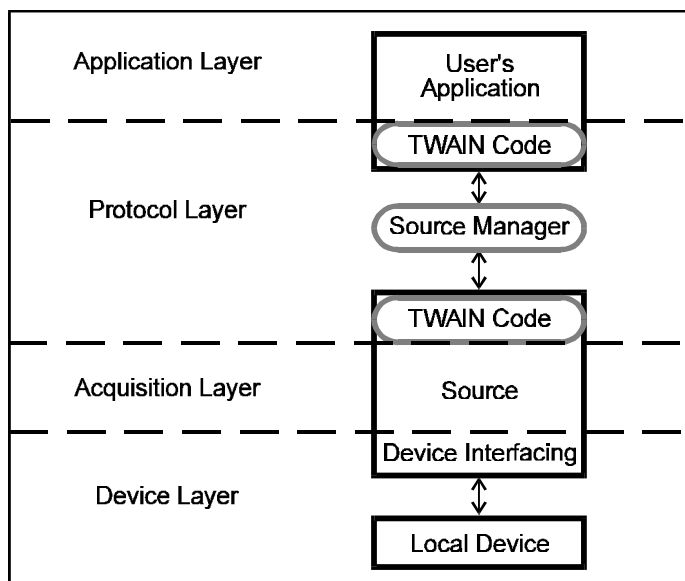 Application Layer
User's
Application
TWAIN Code
Protocol Layer
Source Manager
TWAIN Code
Acquisition Layer
Source
Device Interfacing
Device Layer
Local Device